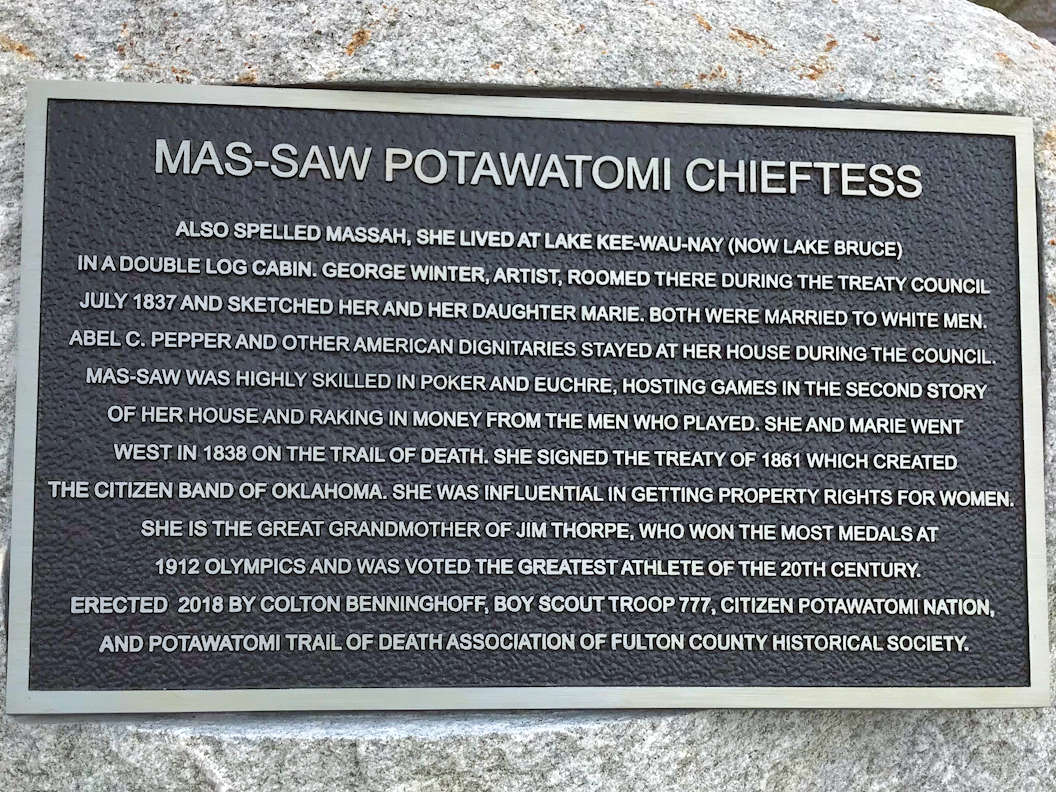 MAS-SAW POTAWATOMI CHIEFTESS
ALSO SPELLED MASSAH, SHE LIVED AT LAKE KEE-WAU-NAY (NOW LAKE BRUCE)
IN A DOUBLE LOG CABIN. GEORGE WINTER, ARTIST, ROOMED THERE DURING THE TREATY COUNCIL
JULY 1837 AND SKETCHED HER AND HER DAUGHTER MARIE. BOTH WERE MARRIED TO WHITE MEN.
ABEL C. PEPPER AND OTHER AMERICAN DIGNITARIES STAYED AT HER HOUSE DURING THE COUNCIL.
MAS-SAW WAS HIGHLY SKILLED IN POKER AND EUCHRE, HOSTING GAMES IN THE SECOND STORY
OF HER HOUSE AND RAKING IN MONEY FROM THE MEN WHO PLAYED. SHE AND MARIE WENT
WEST IN 1838 ON THE TRAIL OF DEATH. SHE SIGNED THE TREATY OF 1861 WHICH CREATED
THE CITIZEN BAND OF OKLAHOMA. SHE WAS INFLUENTIAL IN GETTING PROPERTY RIGHTS FOR WOMEN.
SHE IS THE GREAT GRANDMOTHER OF JIM THORPE, WHO WON THE MOST MEDALS AT
1912 OLYMPICS AND WAS VOTED THE GREATEST ATHLETE OF THE 20TH CENTURY.
ERECTED 2018 BY COLTON BENNINGHOFF, BOY SCOUT TROOP 777, CITIZEN POTAWATOMI NATION,
AND POTAWATOMI TRAIL OF DEATH ASSOCIATION OF FULTON COUNTY HISTORICAL SOCIETY.